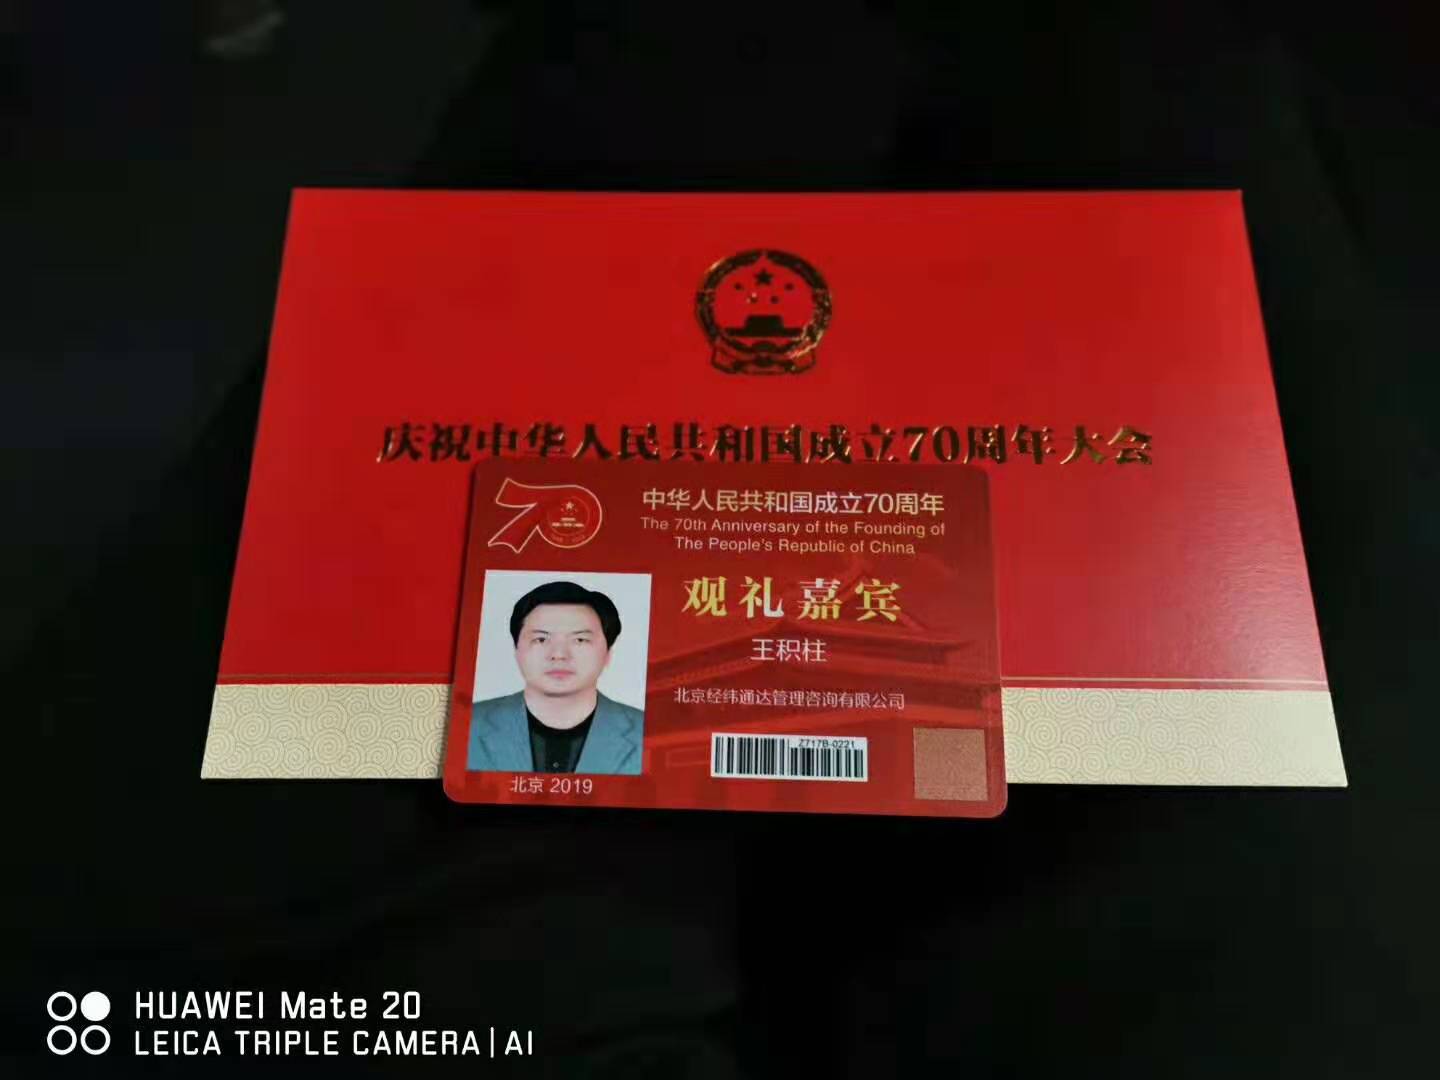 庆祝中华人民共和国成立70周年大会
中华人民共和国成立70周年
The 70th Anniversary of the Founding of
The People's Republic of China
观礼嘉宾
王积柱
北京经纬通达管理咨询有限公司
Z717B-0221
北京 2019
HUAWEI Mate 20
LEICA TRIPLE CAMERA|AI